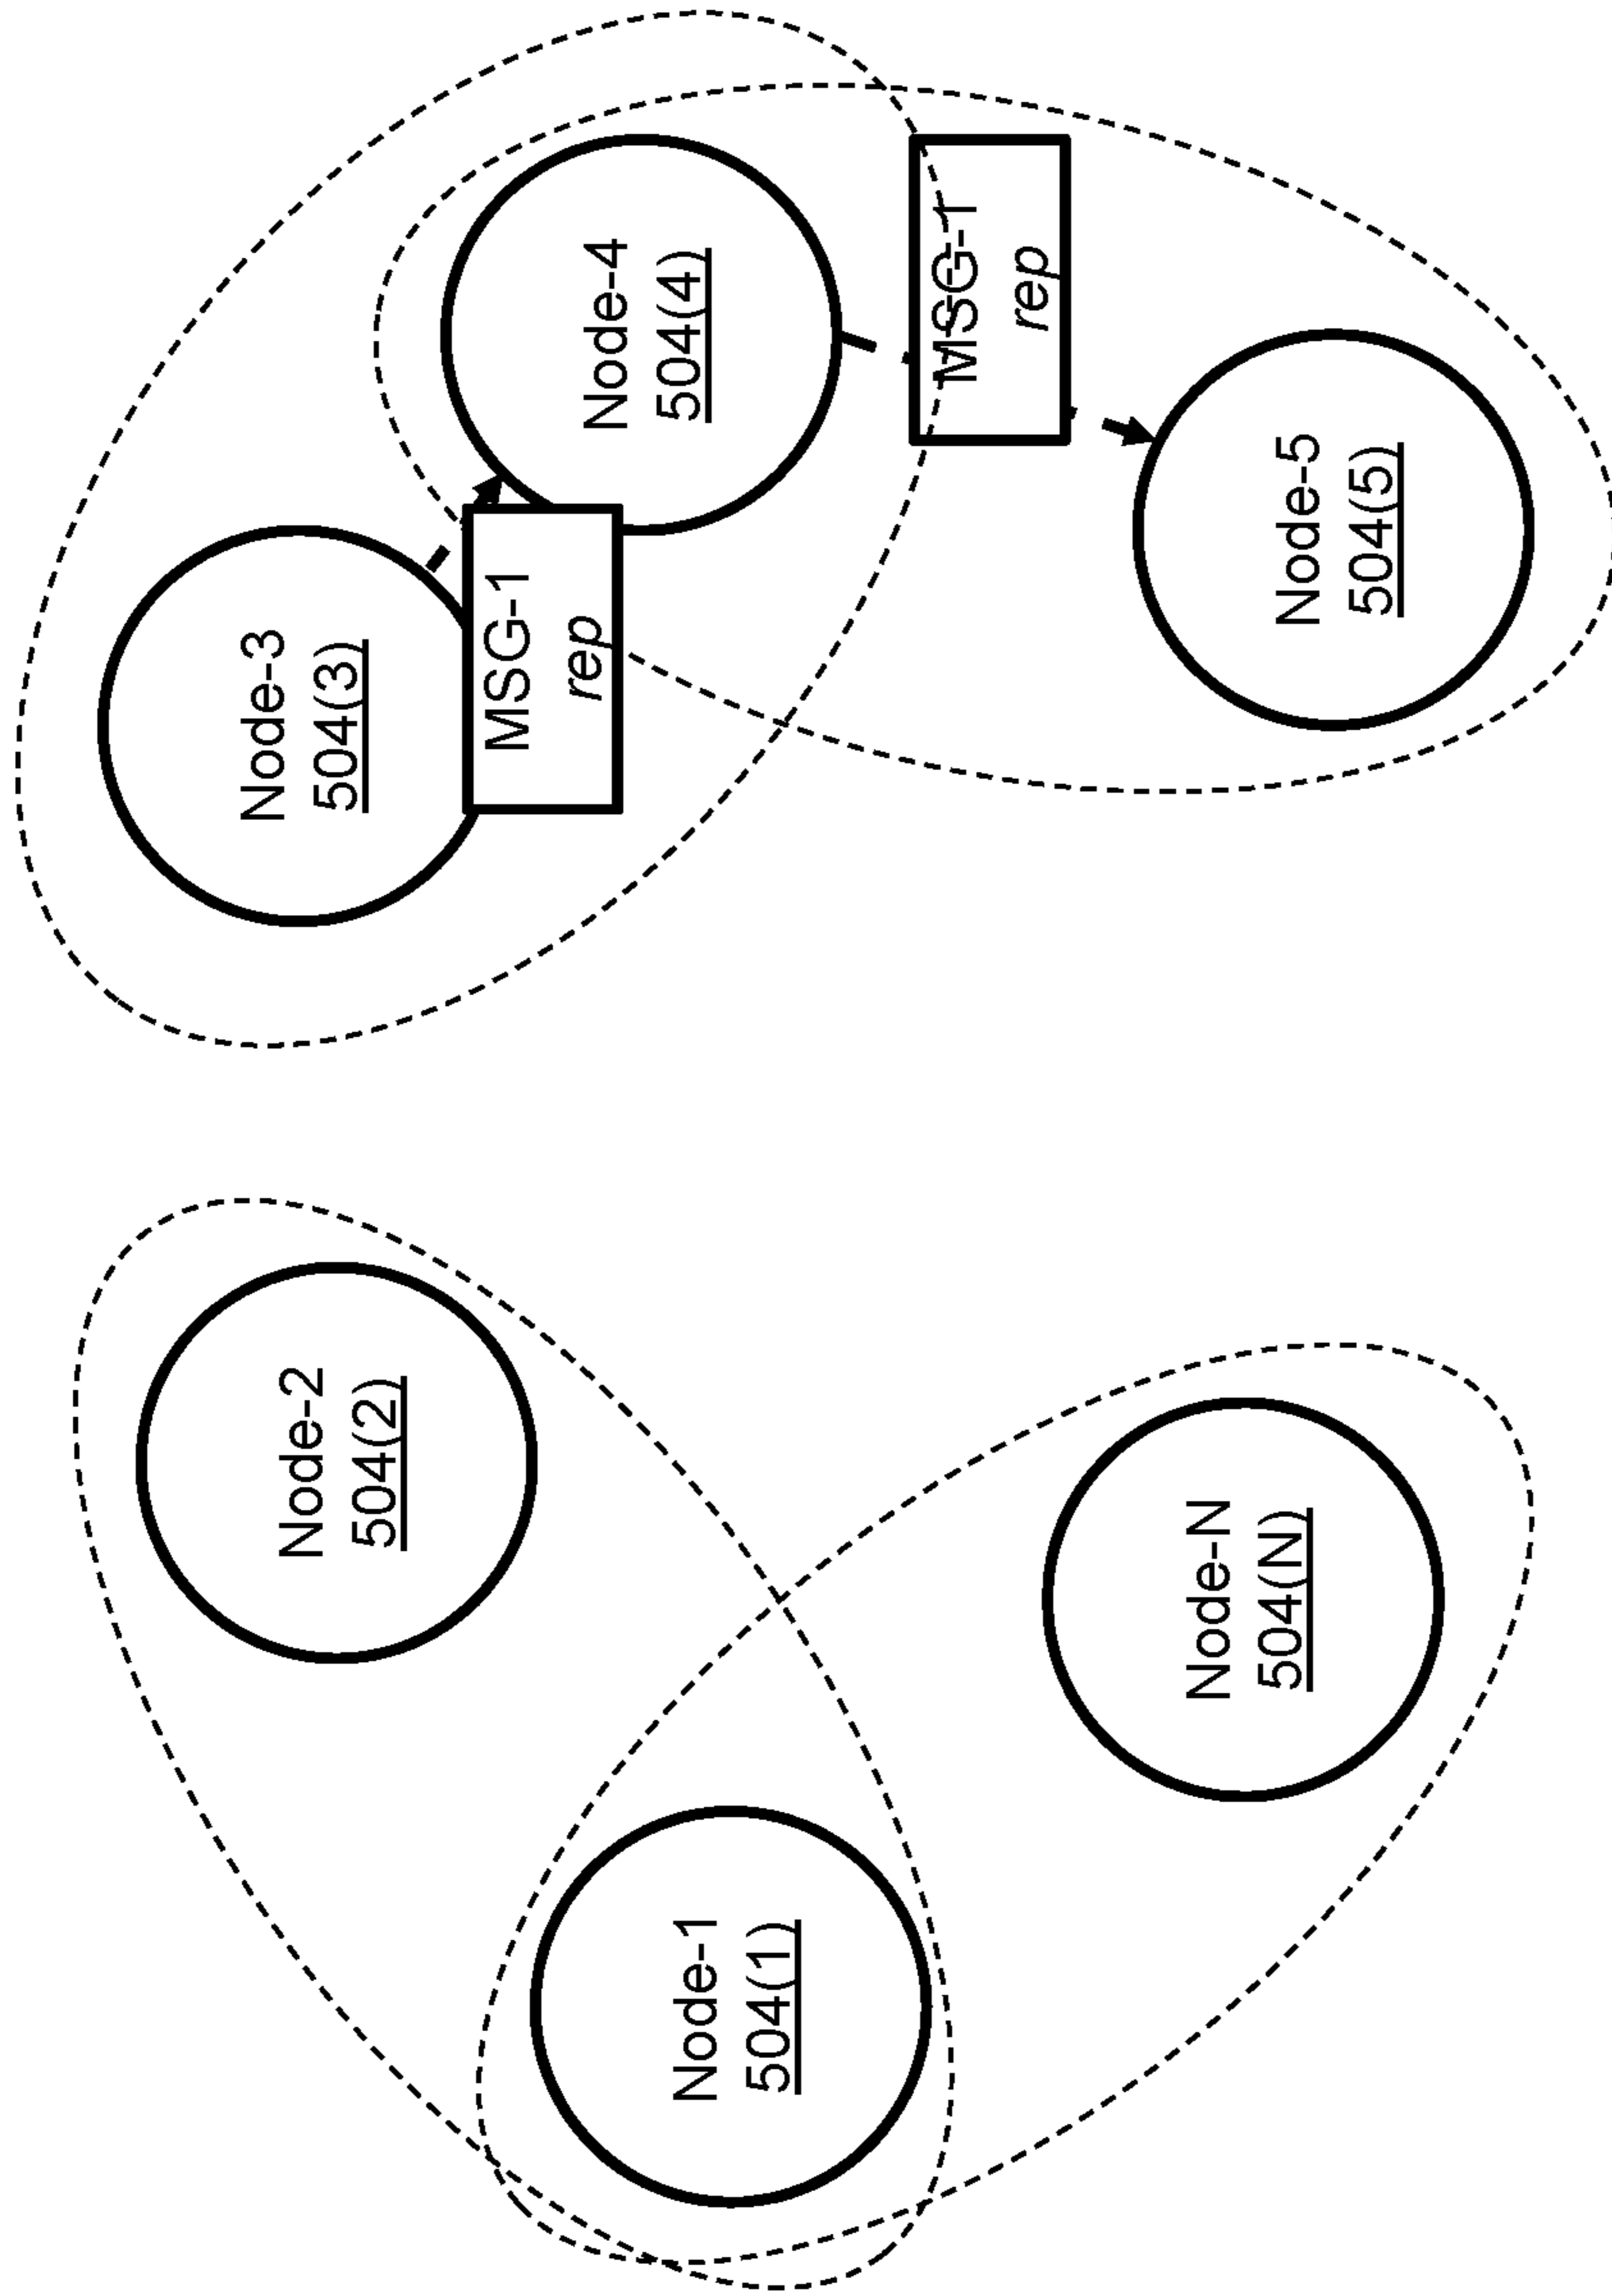 Node-1
504(1)
Node-2
504(2)
Node-N
504(N)
Node-3
504(3)
MSG-1
rep
Node-4
504(4)
MSG-1
rep
Node-5
504(5)